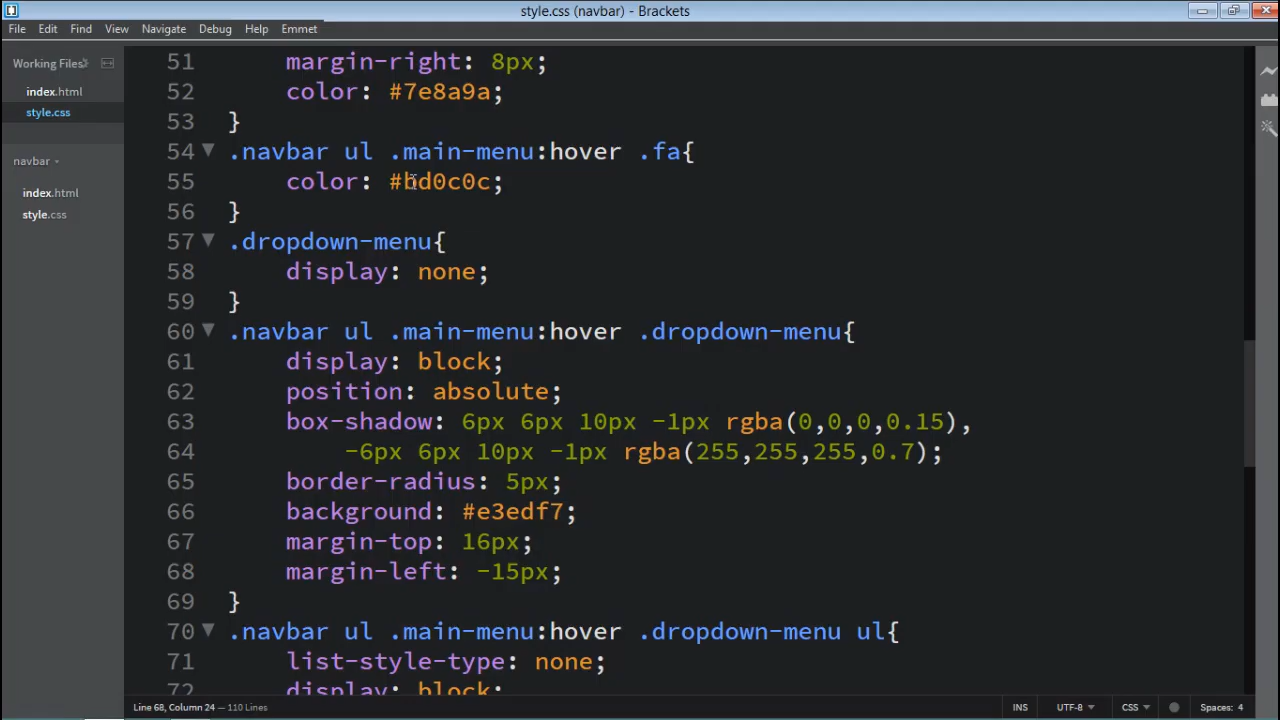 style.css (navbar) - Brackets
File Edit Find View Navigate Debug Help Emmet
Working Files
index.html
style.css
navbar
index.html
style.css
51 margin-right: 8px;
52 color: #7e8a9a;
53 }
54 .navbar ul .main-menu:hover .fa{
55 color: #bd0c0c;
56 }
57 .dropdown-menu{
58 display: none;
59 }
60 .navbar ul .main-menu:hover .dropdown-menu{
61 display: block;
62 position: absolute;
63 box-shadow: 6px 6px 10px -1px rgba(0,0,0,0.15),
64 -6px 6px 10px -1px rgba(255,255,255,0.7);
65 border-radius: 5px;
66 background: #e3edf7;
67 margin-top: 16px;
68 margin-left: -15px;
69 }
70 .navbar ul .main-menu:hover .dropdown-menu ul{
71 list-style-type: none;
72 display: block;
Line 68, Column 24 — 110 Lines
INS UTF-8 CSS Spaces: 4